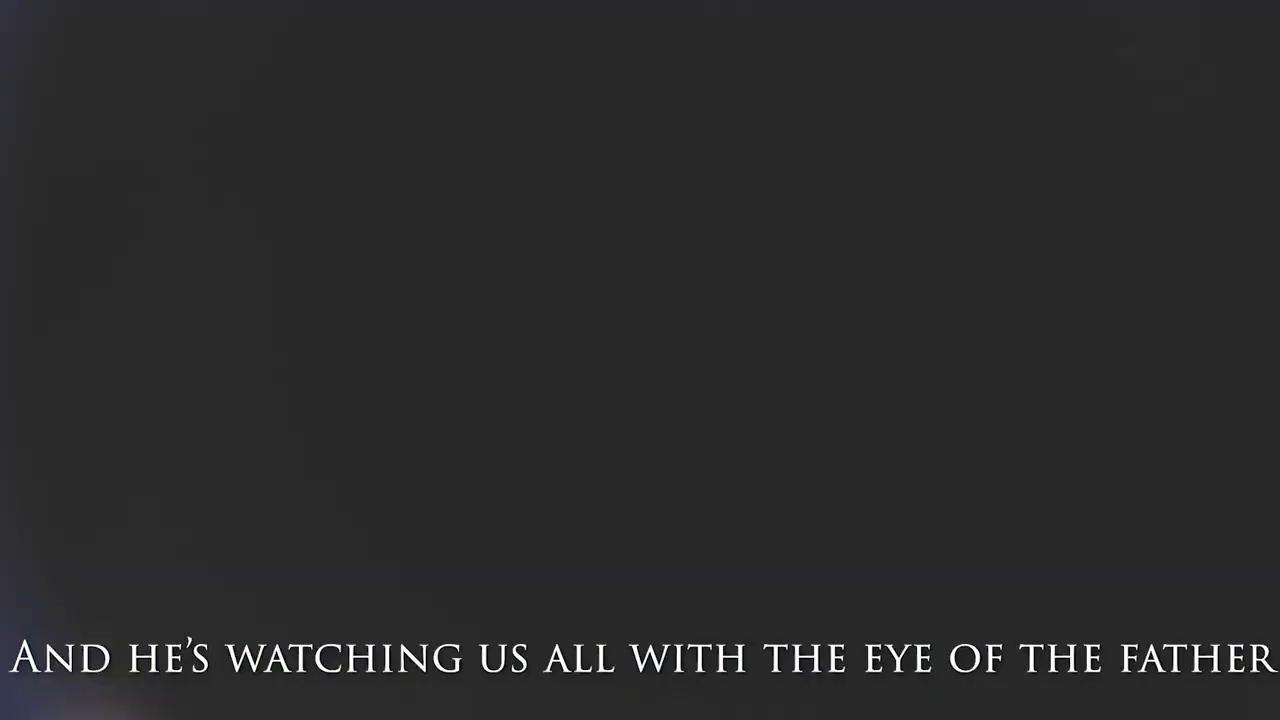 And he’s watching us all with the eye of the father